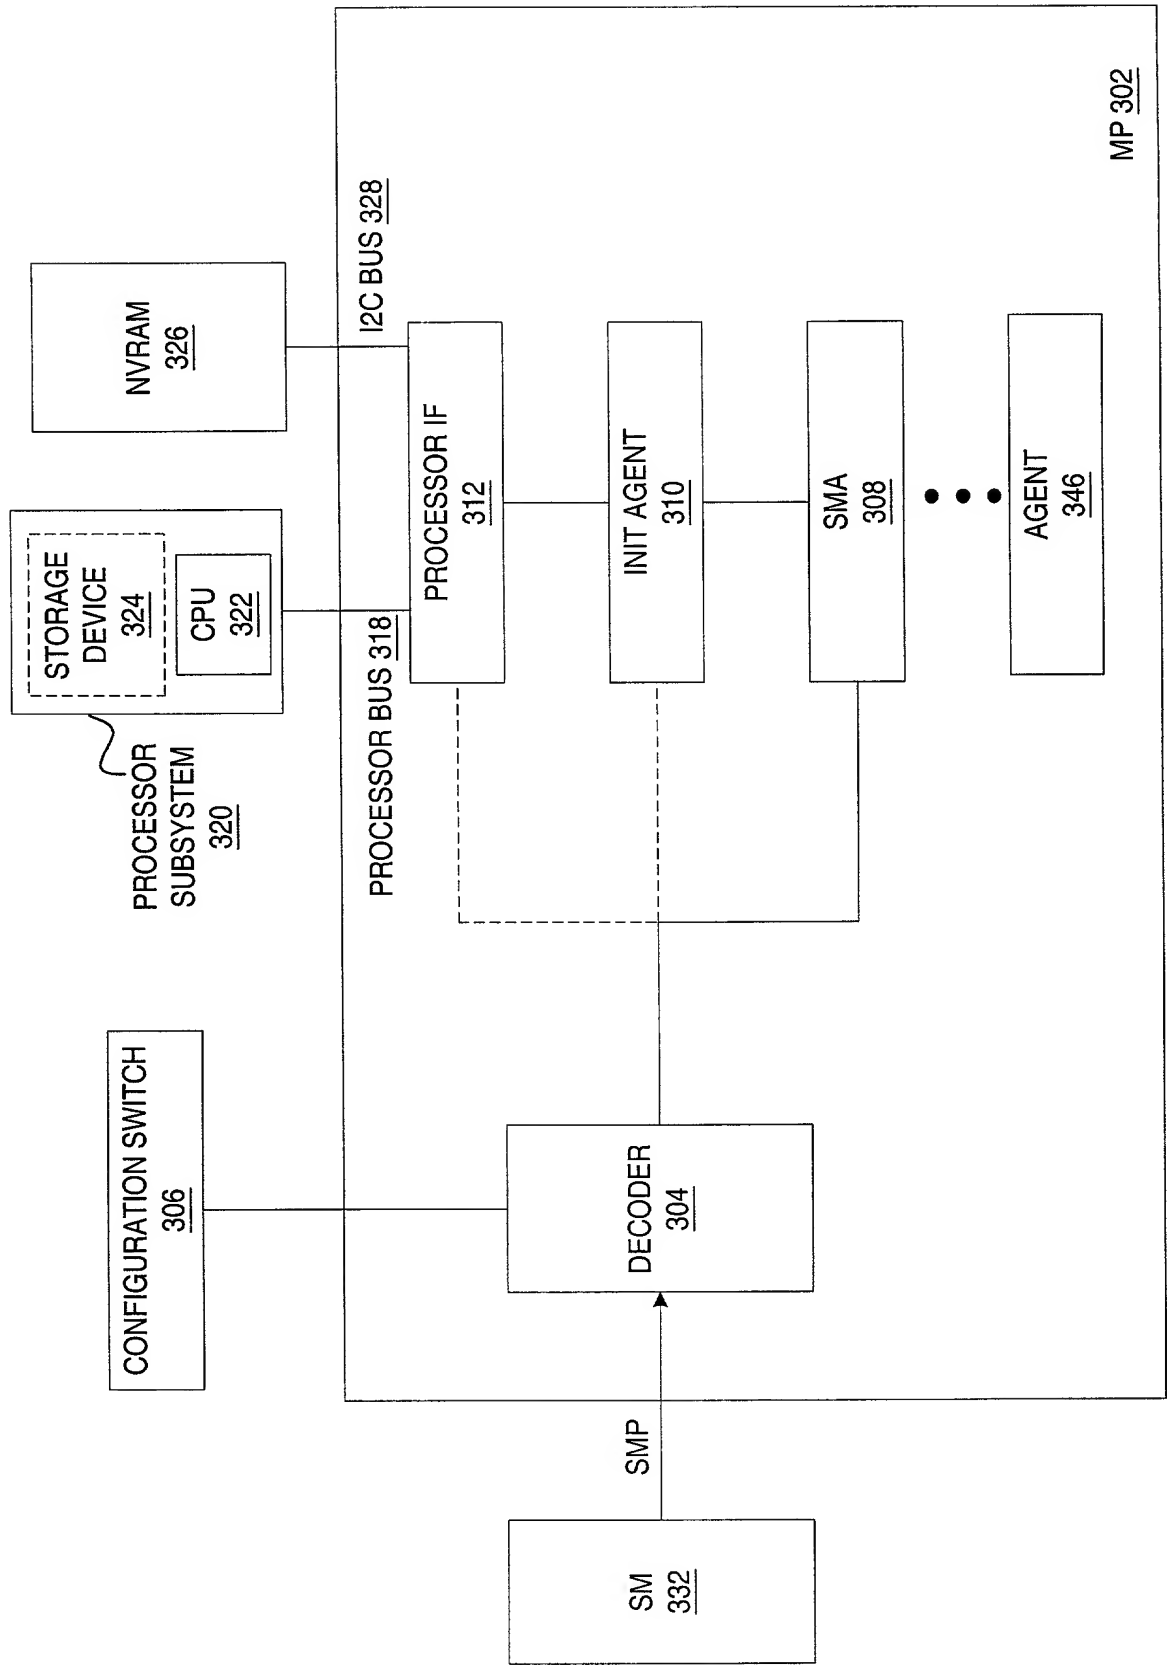 CONFIGURATION SWITCH
306
PROCESSOR
SUBSYSTEM
320
STORAGE
DEVICE
324
CPU
322
NVRAM
326
PROCESSOR BUS 318
I2C BUS 328
PROCESSOR IF
312
INIT AGENT
310
SMA
308
AGENT
346
SM
332
SMP
DECODER
304
MP 302